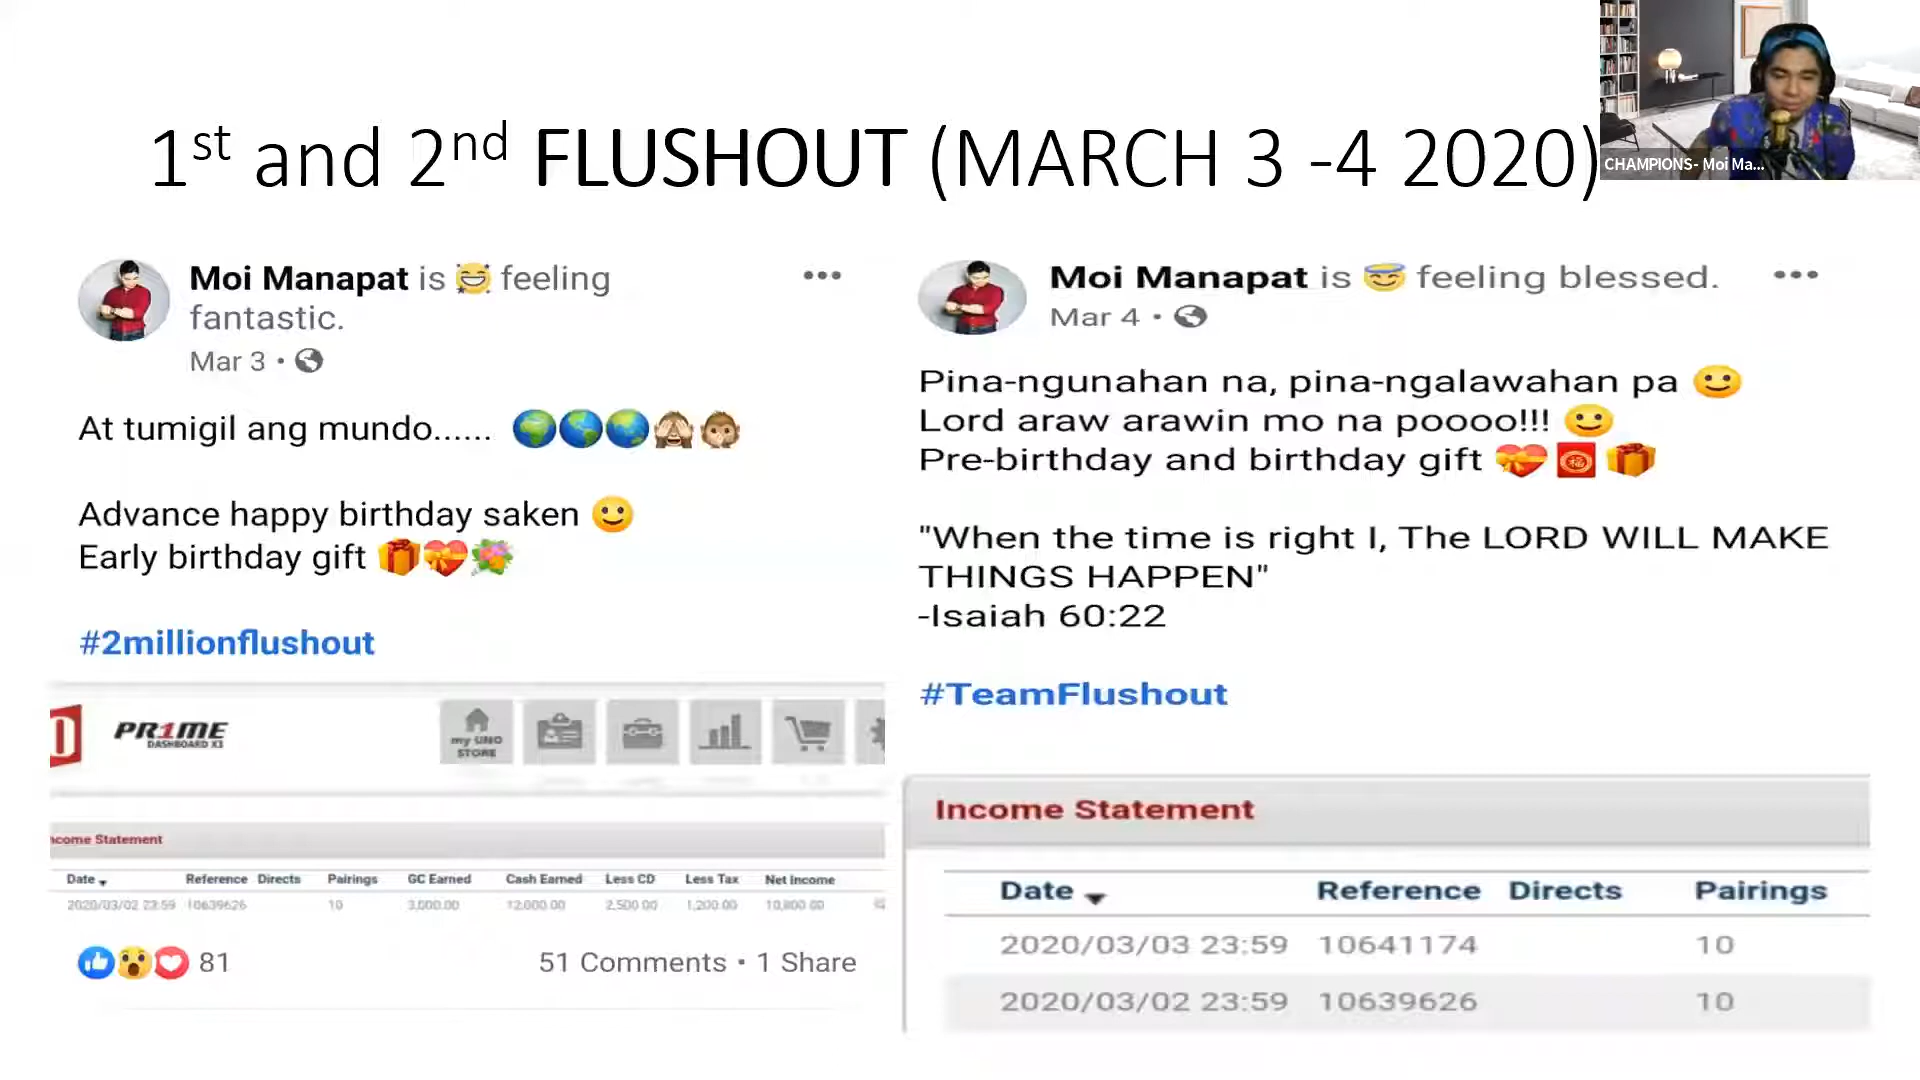 1st and 2nd FLUSHOUT (MARCH 3 -4 2020)
CHAMPIONS- Moi Ma...
Moi Manapat is feeling
fantastic.
Mar 3 •
At tumigil ang mundo......
Advance happy birthday saken
Early birthday gift
#2millionflushout
PR1ME
DASHBOARD X3
my UNO
STORE
ncome Statement
Date Reference Directs Pairings GC Earned Cash Earned Less CD Less Tax Net Income
2020/03/02 23:59 10639626 10 3,000.00 12,000.00 2,500.00 1,200.00 10,800.00
81 51 Comments • 1 Share
Moi Manapat is feeling blessed.
Mar 4 •
Pina-ngunahan na, pina-ngalawahan pa
Lord araw arawin mo na poooo!!!
Pre-birthday and birthday gift
"When the time is right I, The LORD WILL MAKE
THINGS HAPPEN"
-Isaiah 60:22
#TeamFlushout
Income Statement
Date Reference Directs Pairings
2020/03/03 23:59 10641174 10
2020/03/02 23:59 10639626 10